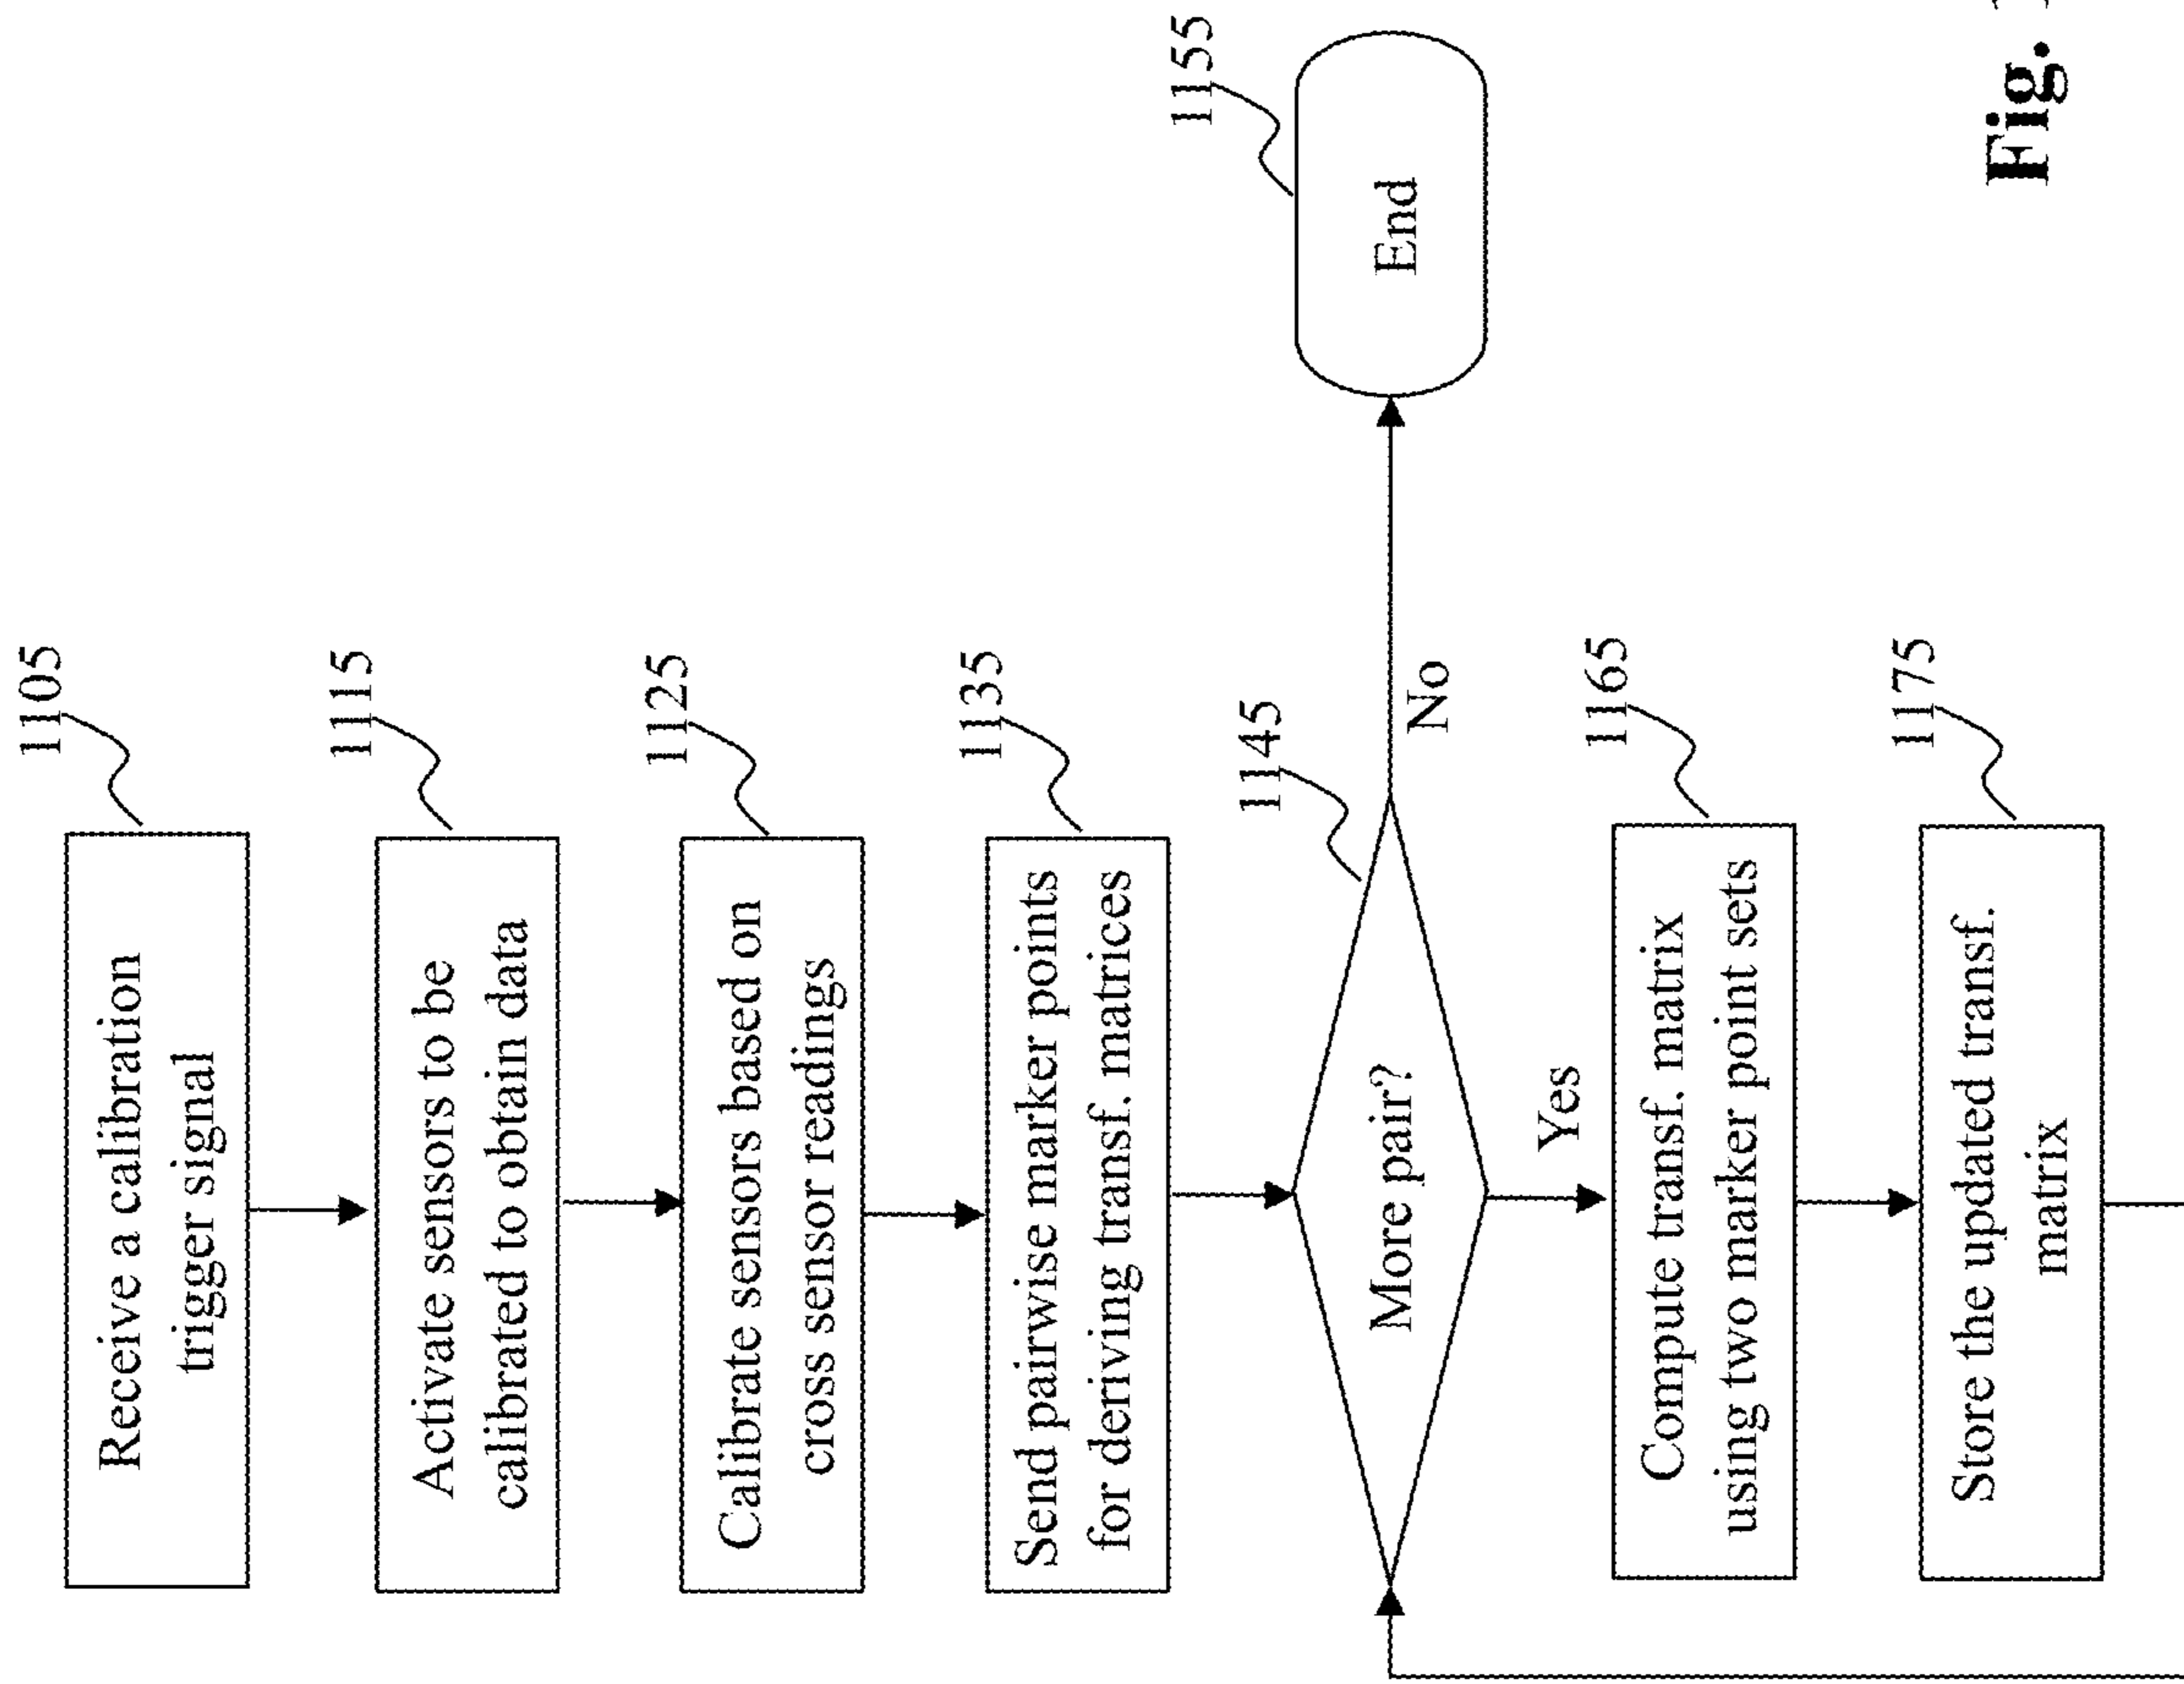 1105
Receive a calibration
trigger signal
1115
Activate sensors to be
calibrated to obtain data
1125
Calibrate sensors based on
cross sensor readings
1135
Send pairwise marker points
for deriving transf. matrices
1145
More pair?
No
1155
End
Yes
1165
Compute transf. matrix
using two marker point sets
1175
Store the updated transf.
matrix
Fig.